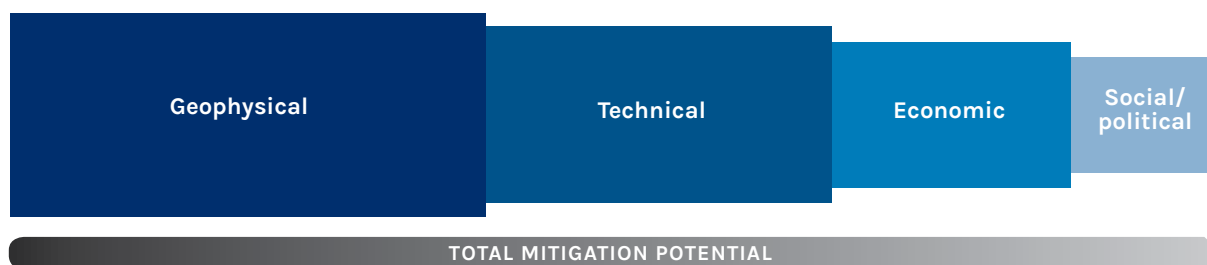 Geophysical
Technical
Economic
Social/
political
TOTAL MITIGATION POTENTIAL